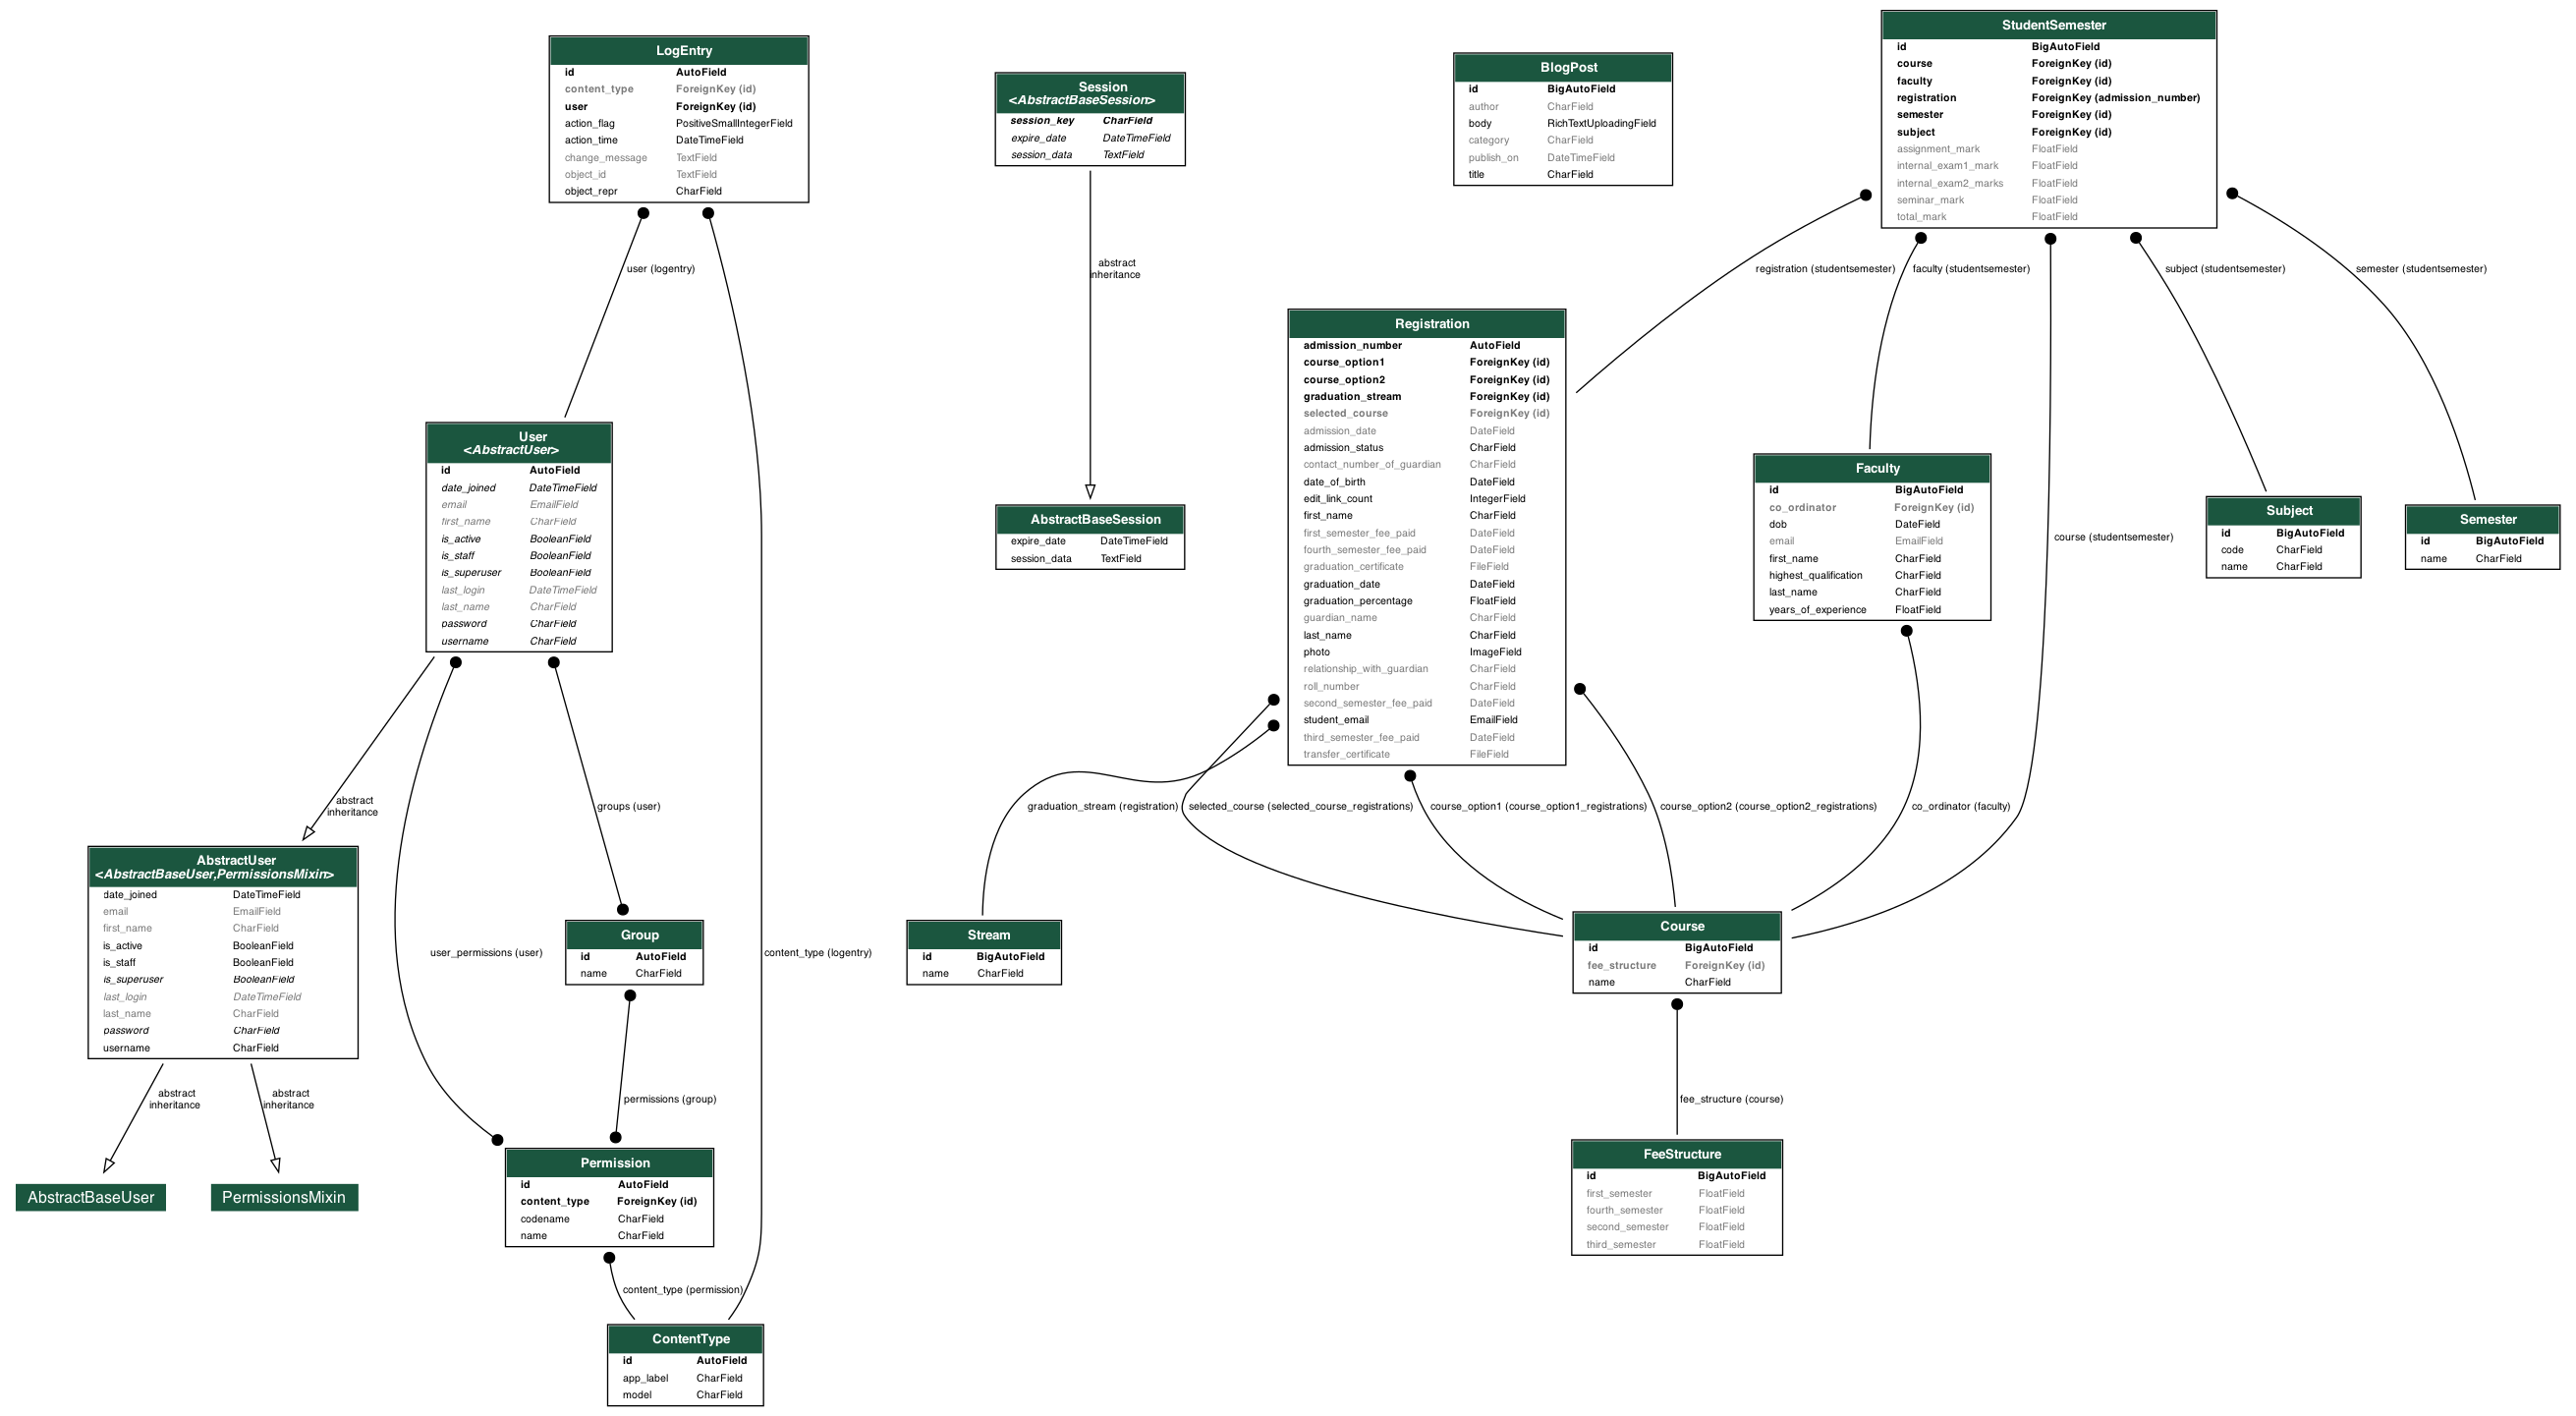 LogEntry
id AutoField
content_type ForeignKey (id)
user ForeignKey (id)
action_flag PositiveSmallIntegerField
action_time DateTimeField
change_message TextField
object_id TextField
object_repr CharField
Session
<AbstractBaseSession>
session_key CharField
expire_date DateTimeField
session_data TextField
BlogPost
id BigAutoField
author CharField
body RichTextUploadingField
category CharField
publish_on DateTimeField
title CharField
StudentSemester
id BigAutoField
course ForeignKey (id)
faculty ForeignKey (id)
registration ForeignKey (admission_number)
semester ForeignKey (id)
subject ForeignKey (id)
assignment_mark FloatField
internal_exam1_mark FloatField
internal_exam2_marks FloatField
seminar_mark FloatField
total_mark FloatField
user (logentry)
abstract
inheritance
registration (studentsemester)
faculty (studentsemester)
subject (studentsemester)
semester (studentsemester)
Registration
admission_number AutoField
course_option1 ForeignKey (id)
course_option2 ForeignKey (id)
graduation_stream ForeignKey (id)
selected_course ForeignKey (id)
admission_date DateField
admission_status CharField
contact_number_of_guardian CharField
date_of_birth DateField
edit_link_count IntegerField
first_name CharField
first_semester_fee_paid DateField
fourth_semester_fee_paid DateField
graduation_certificate FileField
graduation_date DateField
graduation_percentage FloatField
guardian_name CharField
last_name CharField
photo ImageField
relationship_with_guardian CharField
roll_number CharField
second_semester_fee_paid DateField
student_email EmailField
third_semester_fee_paid DateField
transfer_certificate FileField
User
<AbstractUser>
id AutoField
date_joined DateTimeField
email EmailField
first_name CharField
is_active BooleanField
is_staff BooleanField
is_superuser BooleanField
last_login DateTimeField
last_name CharField
password CharField
username CharField
AbstractBaseSession
expire_date DateTimeField
session_data TextField
Faculty
id BigAutoField
co_ordinator ForeignKey (id)
dob DateField
email EmailField
first_name CharField
highest_qualification CharField
last_name CharField
years_of_experience FloatField
course (studentsemester)
Subject
id BigAutoField
code CharField
name CharField
Semester
id BigAutoField
name CharField
abstract
inheritance
groups (user)
graduation_stream (registration)
selected_course (selected_course_registrations)
course_option1 (course_option1_registrations)
course_option2 (course_option2_registrations)
co_ordinator (faculty)
AbstractUser
<AbstractBaseUser,PermissionsMixin>
date_joined DateTimeField
email EmailField
first_name CharField
is_active BooleanField
is_staff BooleanField
is_superuser BooleanField
last_login DateTimeField
last_name CharField
password CharField
username CharField
user_permissions (user)
Group
id AutoField
name CharField
content_type (logentry)
Stream
id BigAutoField
name CharField
Course
id BigAutoField
fee_structure ForeignKey (id)
name CharField
abstract
inheritance
abstract
inheritance
permissions (group)
fee_structure (course)
AbstractBaseUser
PermissionsMixin
Permission
id AutoField
content_type ForeignKey (id)
codename CharField
name CharField
FeeStructure
id BigAutoField
first_semester FloatField
fourth_semester FloatField
second_semester FloatField
third_semester FloatField
content_type (permission)
ContentType
id AutoField
app_label CharField
model CharField